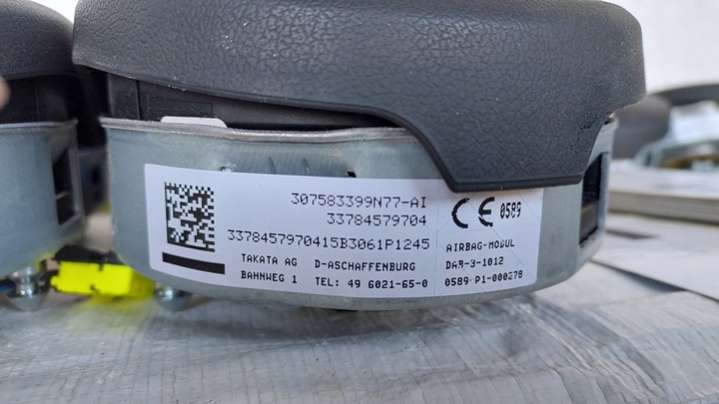 307583399N77-AI
33784579704
3378457970415B3061P1245
TAKATA AG D-ASCHAFFENBURG
BAHNWEG 1 TEL: 49 6021-65-0
CE 0589
AIRBAG-MODUL
DAR-3-1012
0589-P1-000278